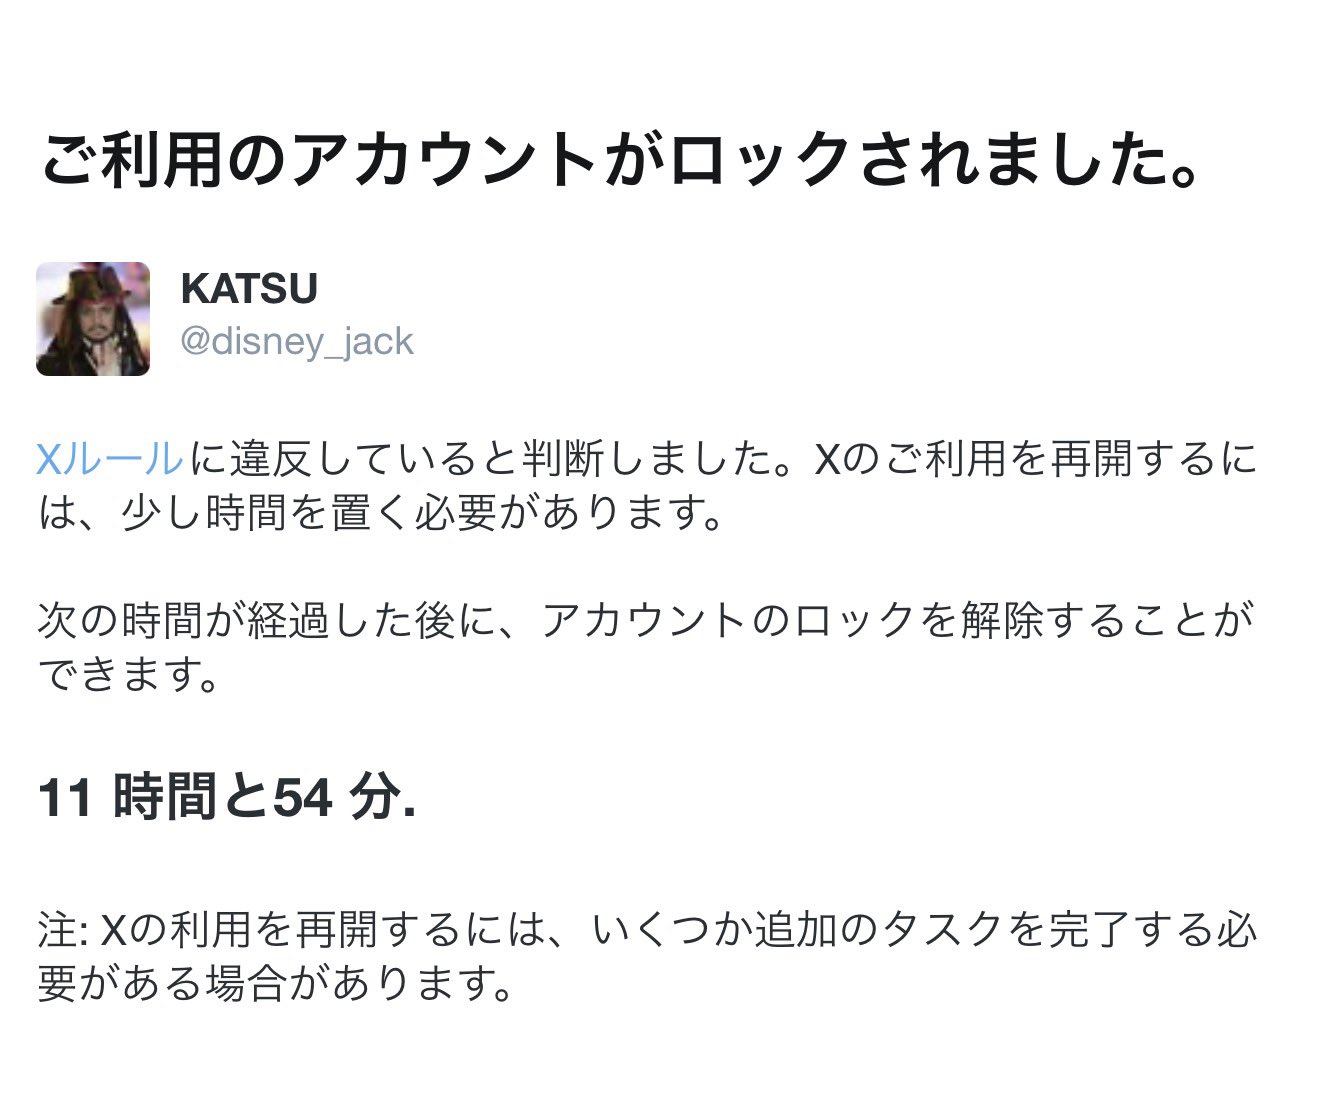 ご利用のアカウントがロックされました。
KATSU
@disney_jack
Xルールに違反していると判断しました。Xのご利用を再開するに
は、少し時間を置く必要があります。
次の時間が経過した後に、アカウントのロックを解除することが
できます。
11 時間と54 分.
注: Xの利用を再開するには、いくつか追加のタスクを完了する必
要がある場合があります。